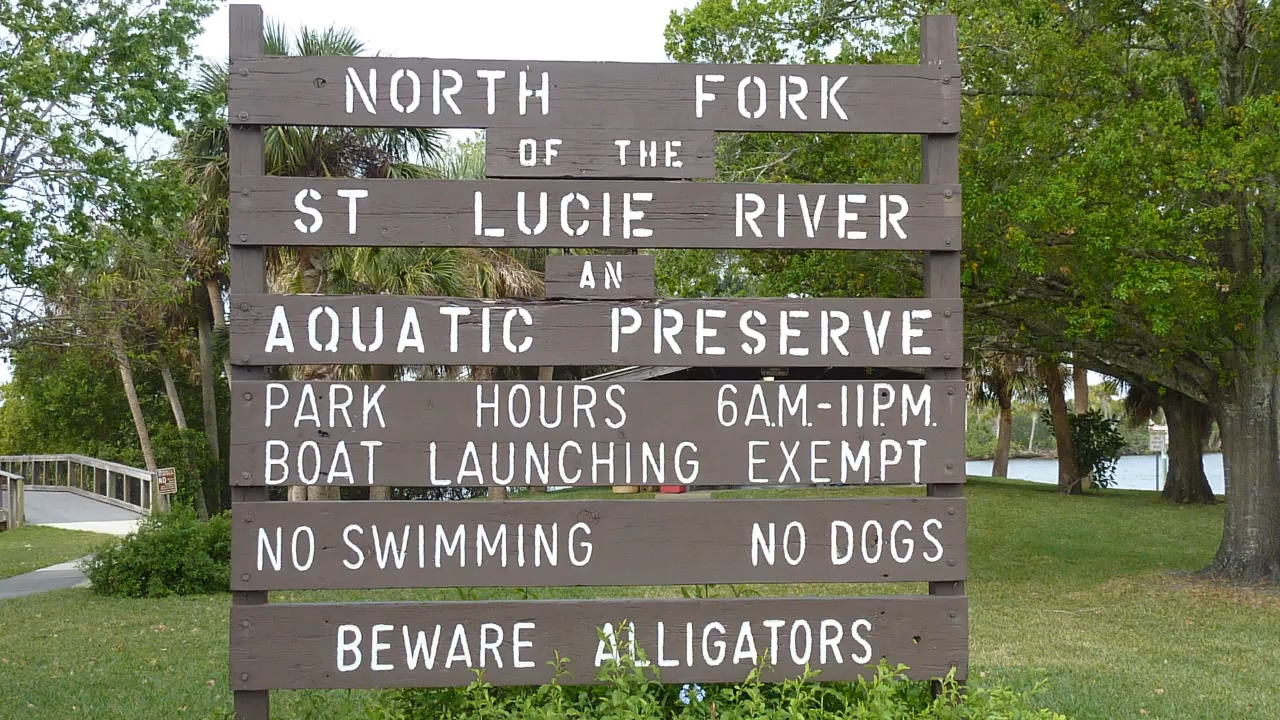 NORTH FORK
OF THE
ST LUCIE RIVER
AN
AQUATIC PRESERVE
PARK HOURS 6A.M.-11P.M.
BOAT LAUNCHING EXEMPT
NO SWIMMING NO DOGS
BEWARE ALLIGATORS